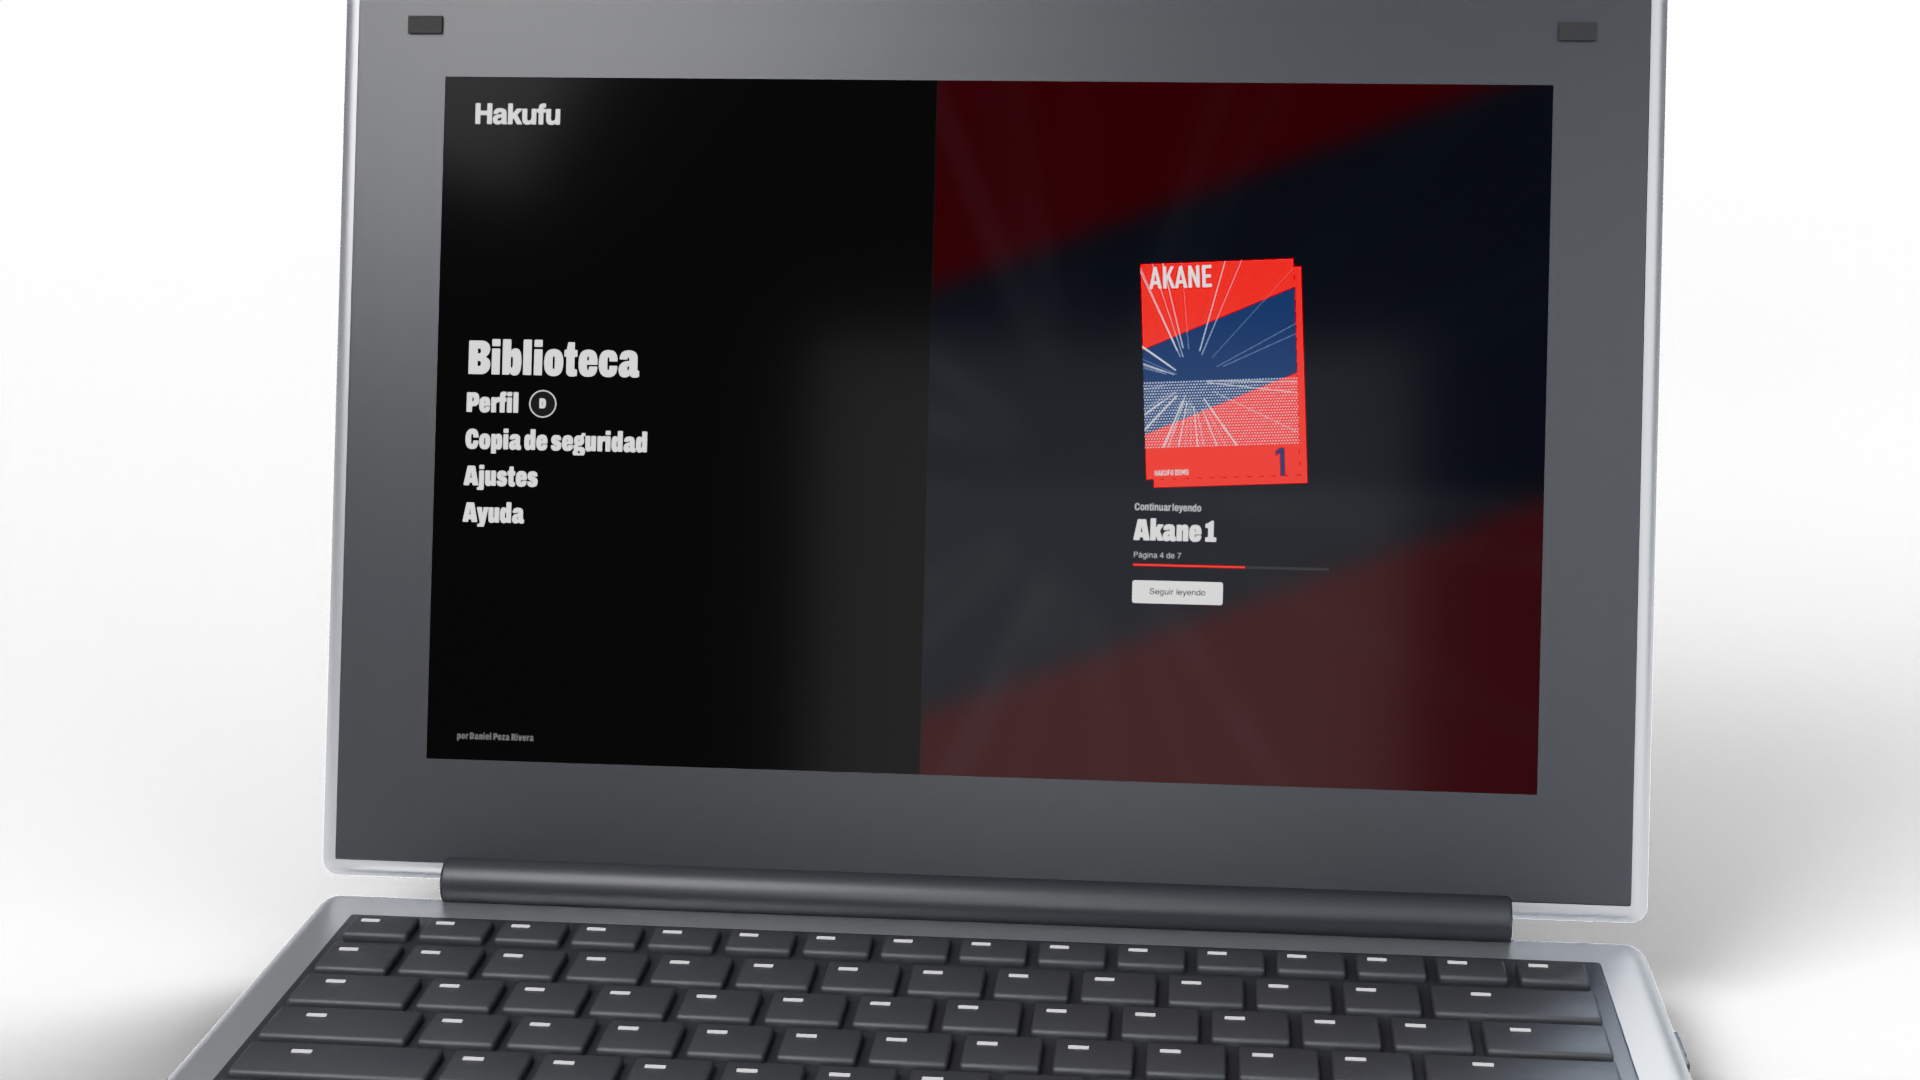 Hakufu
Biblioteca
Perfil D
Copia de seguridad
Ajustes
Ayuda
por Daniel Poza Rivera
AKANE
HAKUFU DEMO
1
Continuar leyendo
Akane 1
Página 4 de 7
Seguir leyendo